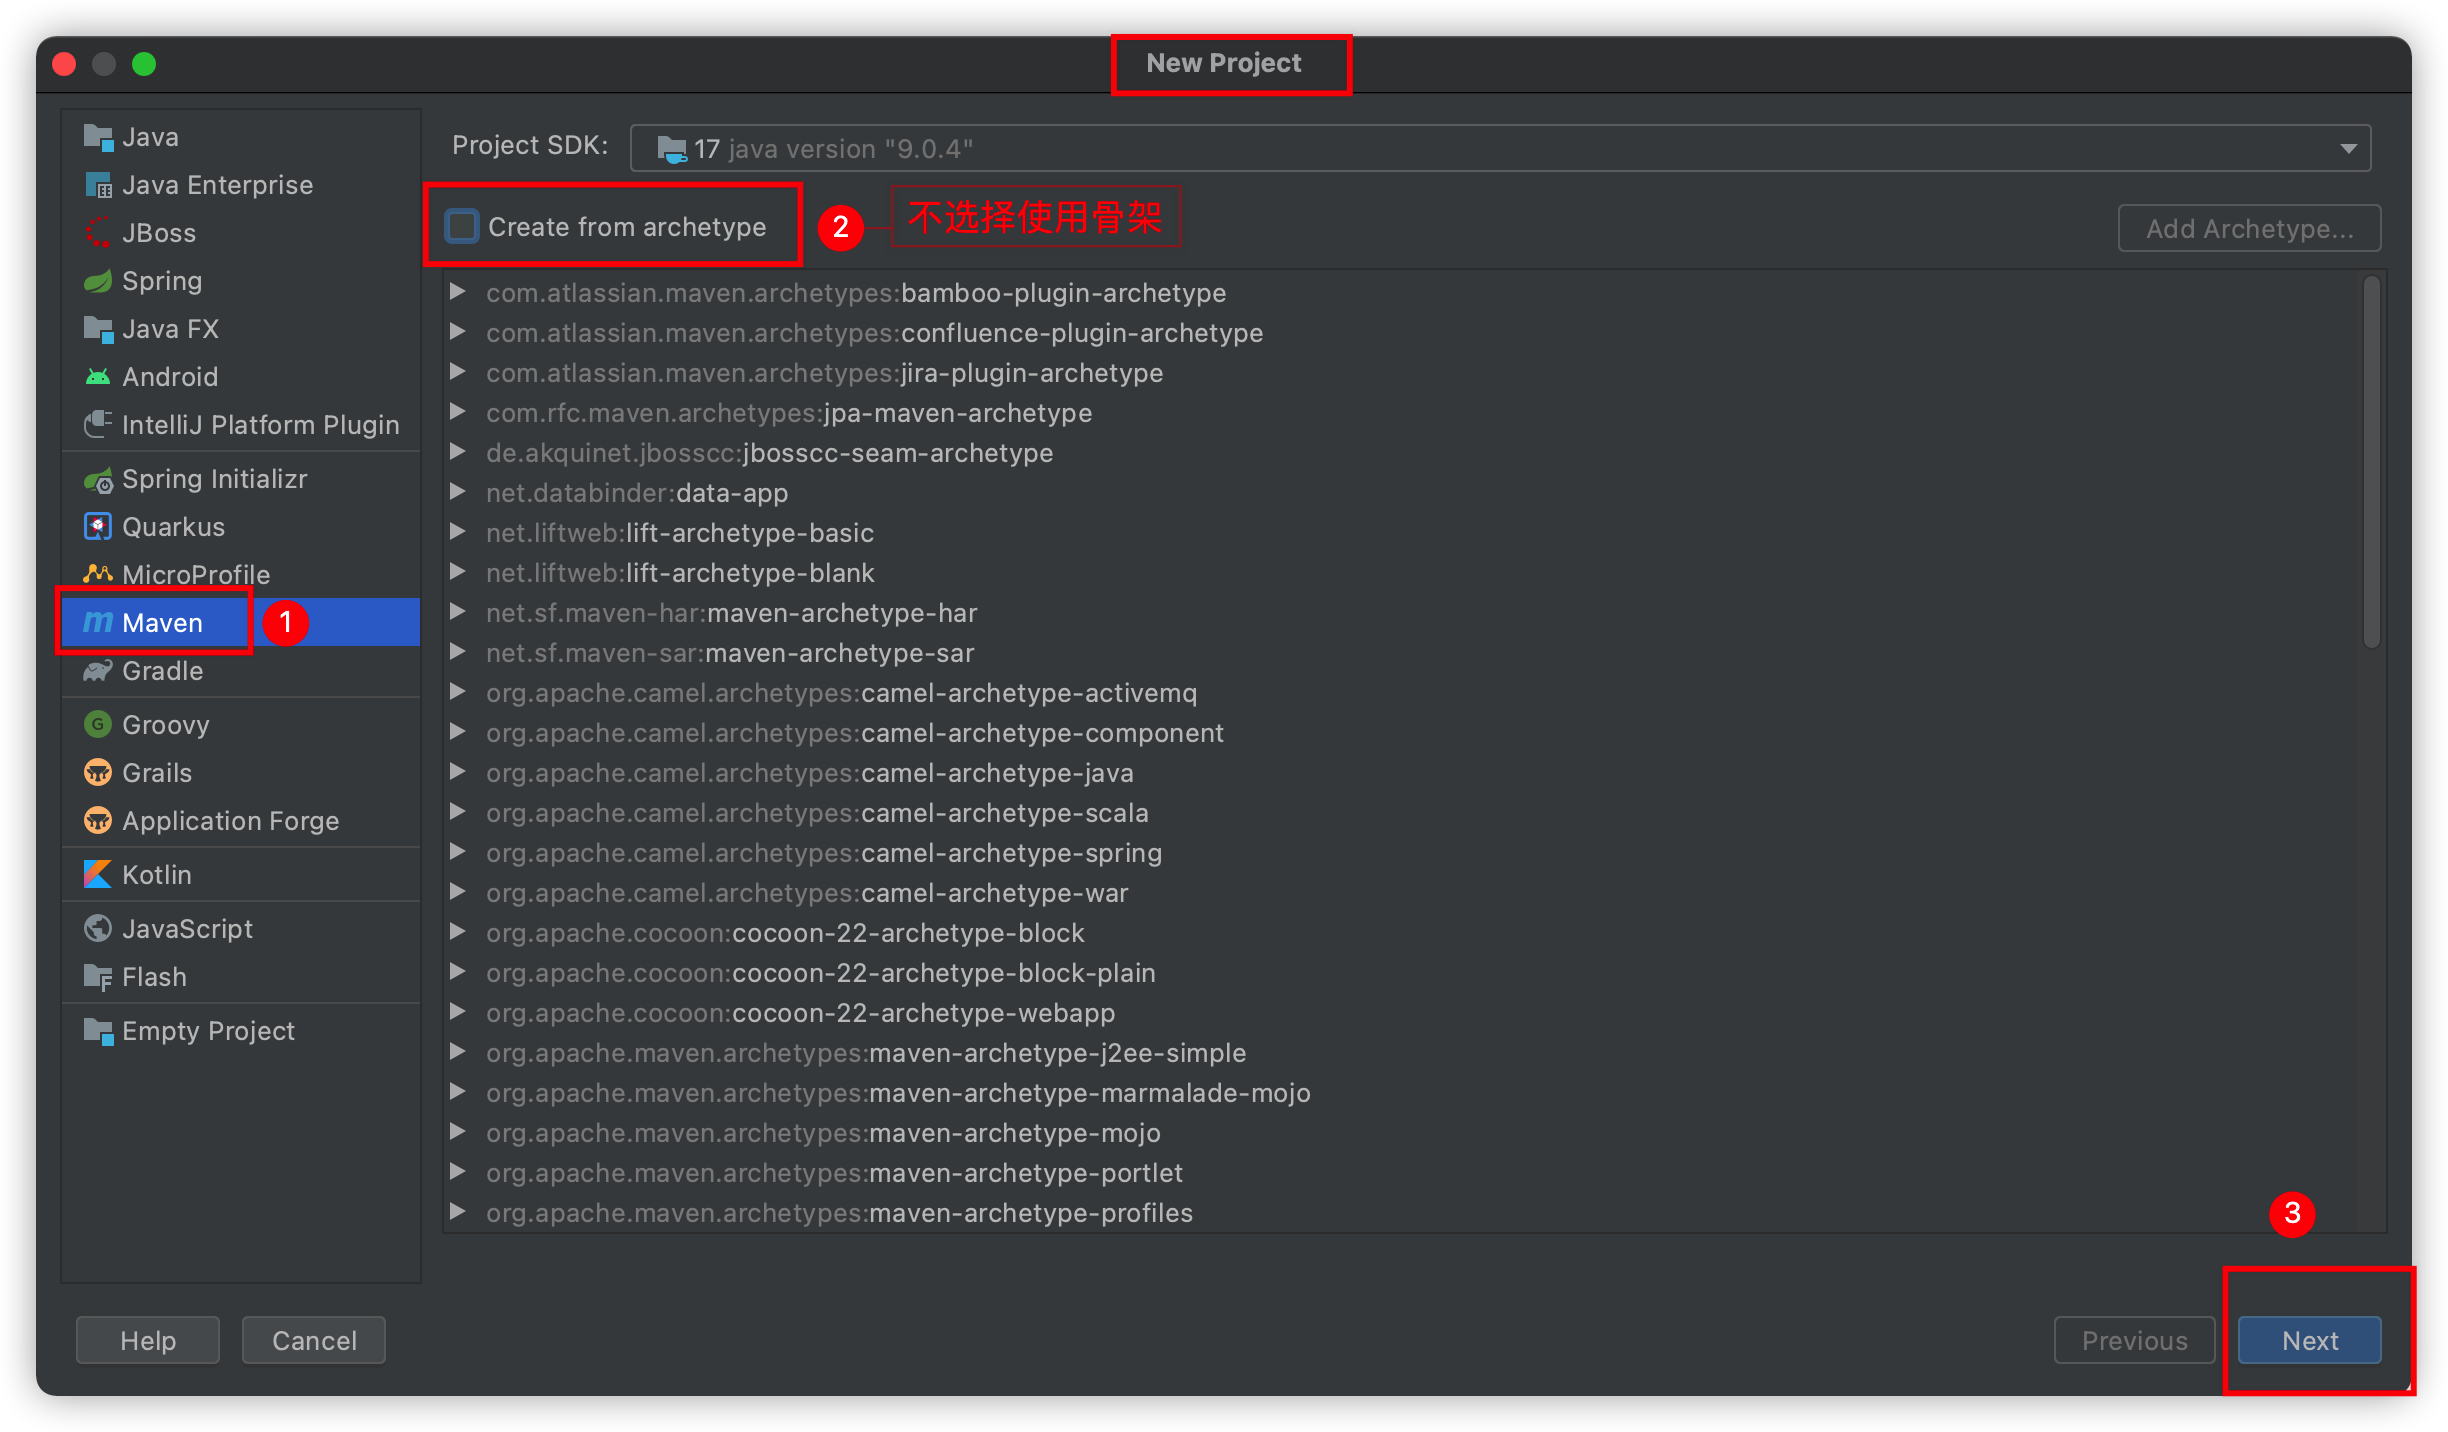 New Project
Java
Java Enterprise
JBoss
Spring
Java FX
Android
IntelliJ Platform Plugin
Spring Initializr
Quarkus
MicroProfile
Maven
1
Gradle
Groovy
Grails
Application Forge
Kotlin
JavaScript
Flash
Empty Project
Project SDK: 17 java version "9.0.4"
Create from archetype
2
不选择使用骨架
Add Archetype...
com.atlassian.maven.archetypes:bamboo-plugin-archetype
com.atlassian.maven.archetypes:confluence-plugin-archetype
com.atlassian.maven.archetypes:jira-plugin-archetype
com.rfc.maven.archetypes:jpa-maven-archetype
de.akquinet.jbosscc:jbosscc-seam-archetype
net.databinder:data-app
net.liftweb:lift-archetype-basic
net.liftweb:lift-archetype-blank
net.sf.maven-har:maven-archetype-har
net.sf.maven-sar:maven-archetype-sar
org.apache.camel.archetypes:camel-archetype-activemq
org.apache.camel.archetypes:camel-archetype-component
org.apache.camel.archetypes:camel-archetype-java
org.apache.camel.archetypes:camel-archetype-scala
org.apache.camel.archetypes:camel-archetype-spring
org.apache.camel.archetypes:camel-archetype-war
org.apache.cocoon:cocoon-22-archetype-block
org.apache.cocoon:cocoon-22-archetype-block-plain
org.apache.cocoon:cocoon-22-archetype-webapp
org.apache.maven.archetypes:maven-archetype-j2ee-simple
org.apache.maven.archetypes:maven-archetype-marmalade-mojo
org.apache.maven.archetypes:maven-archetype-mojo
org.apache.maven.archetypes:maven-archetype-portlet
org.apache.maven.archetypes:maven-archetype-profiles
3
Help
Cancel
Previous
Next